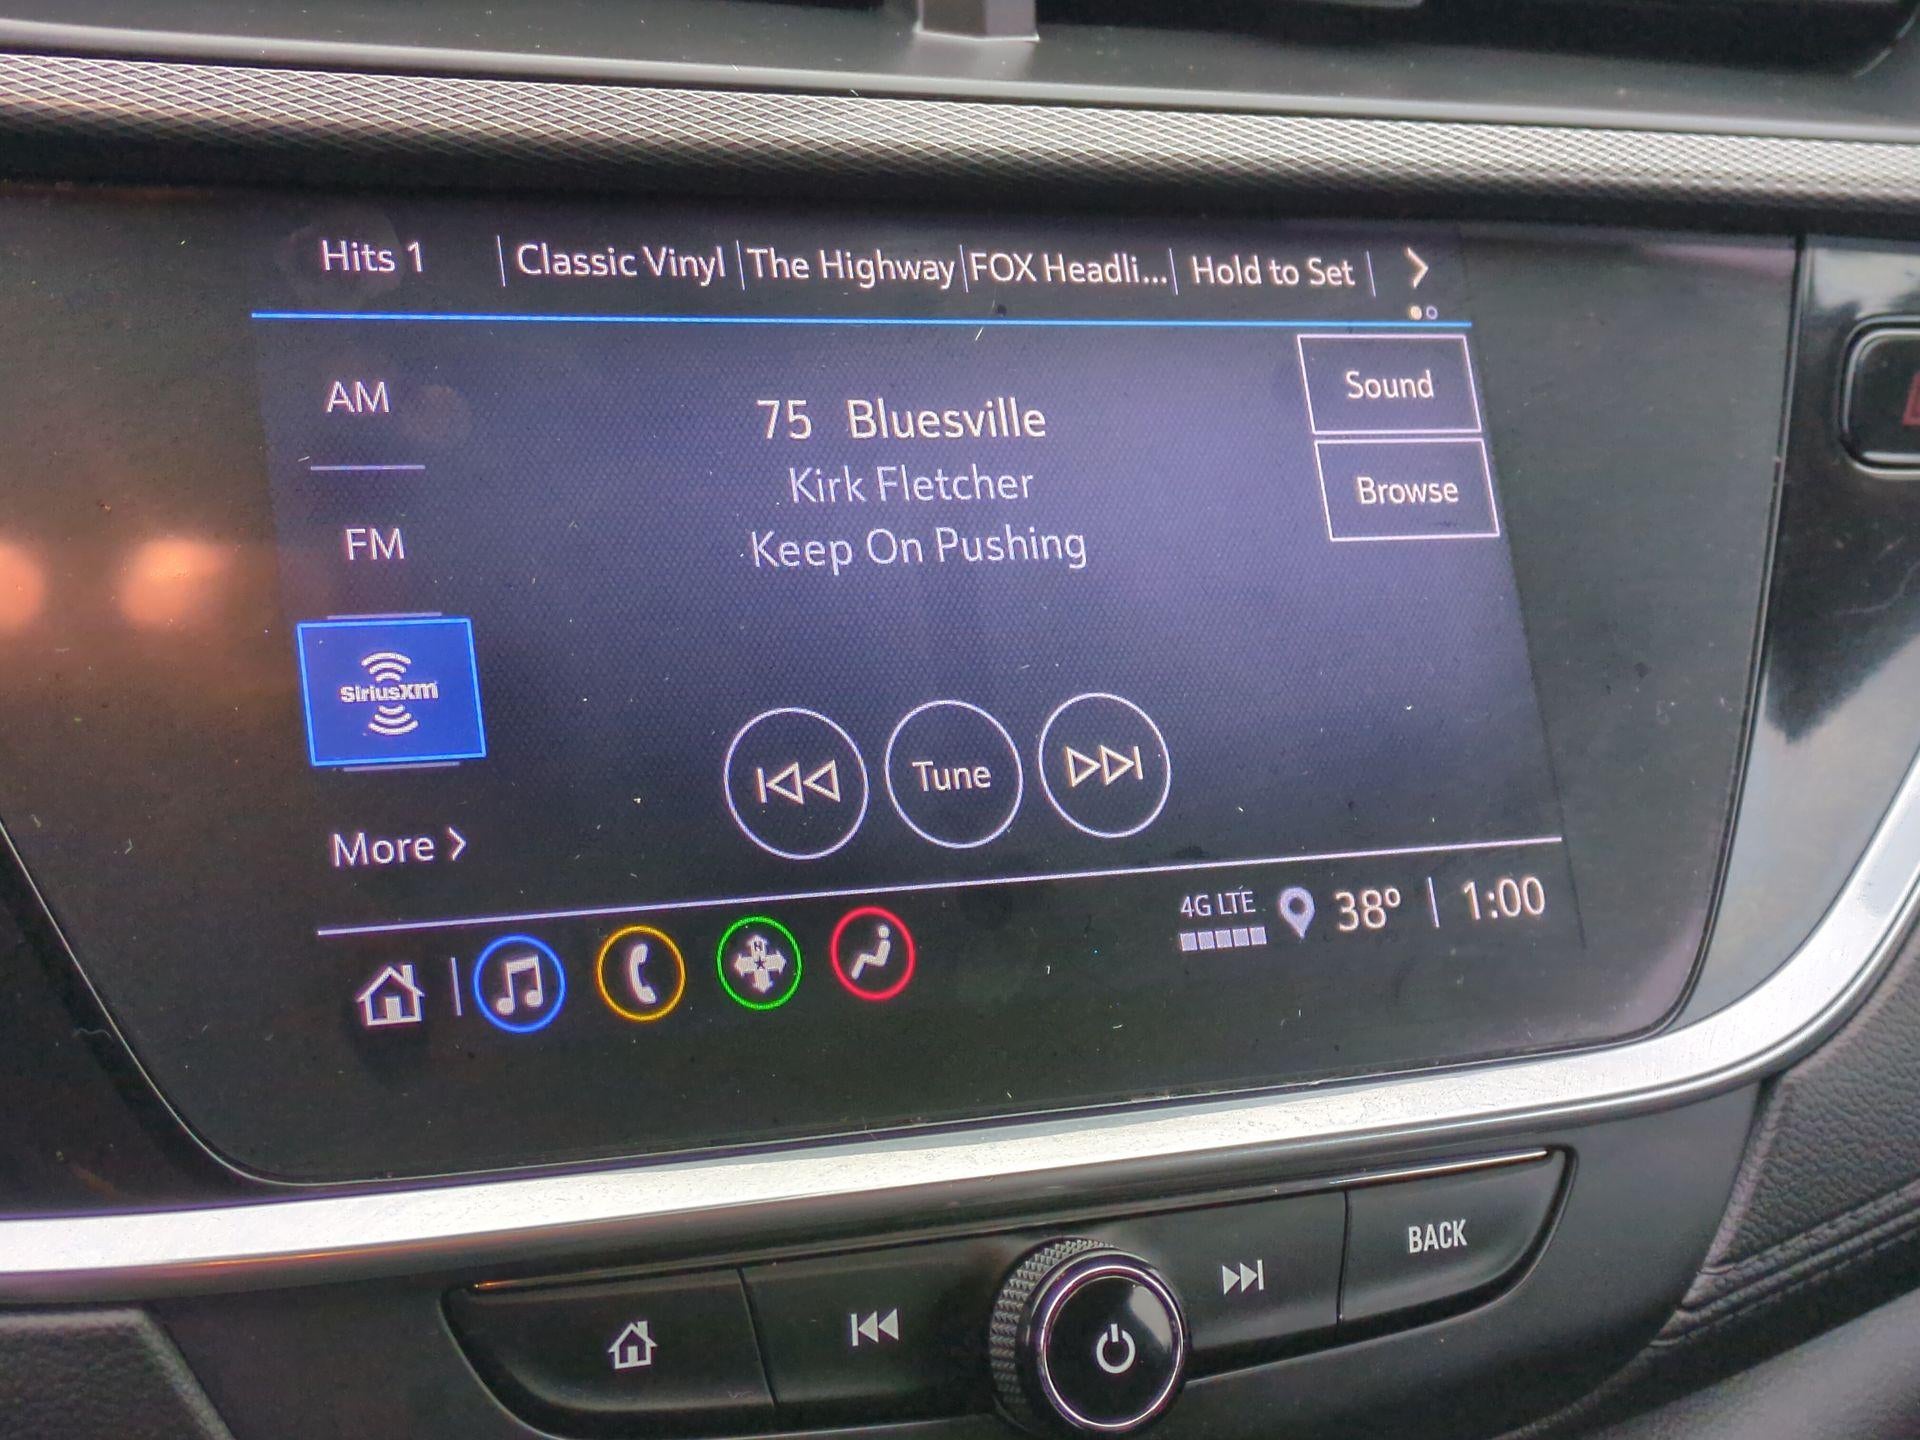 Hits 1 | Classic Vinyl | The Highway | FOX Headli... | Hold to Set |
Sound
AM
75 Bluesville
Browse
Kirk Fletcher
FM
Keep On Pushing
SiriusXM
Tune
More
4G LTE 38° | 1:00
N
BACK